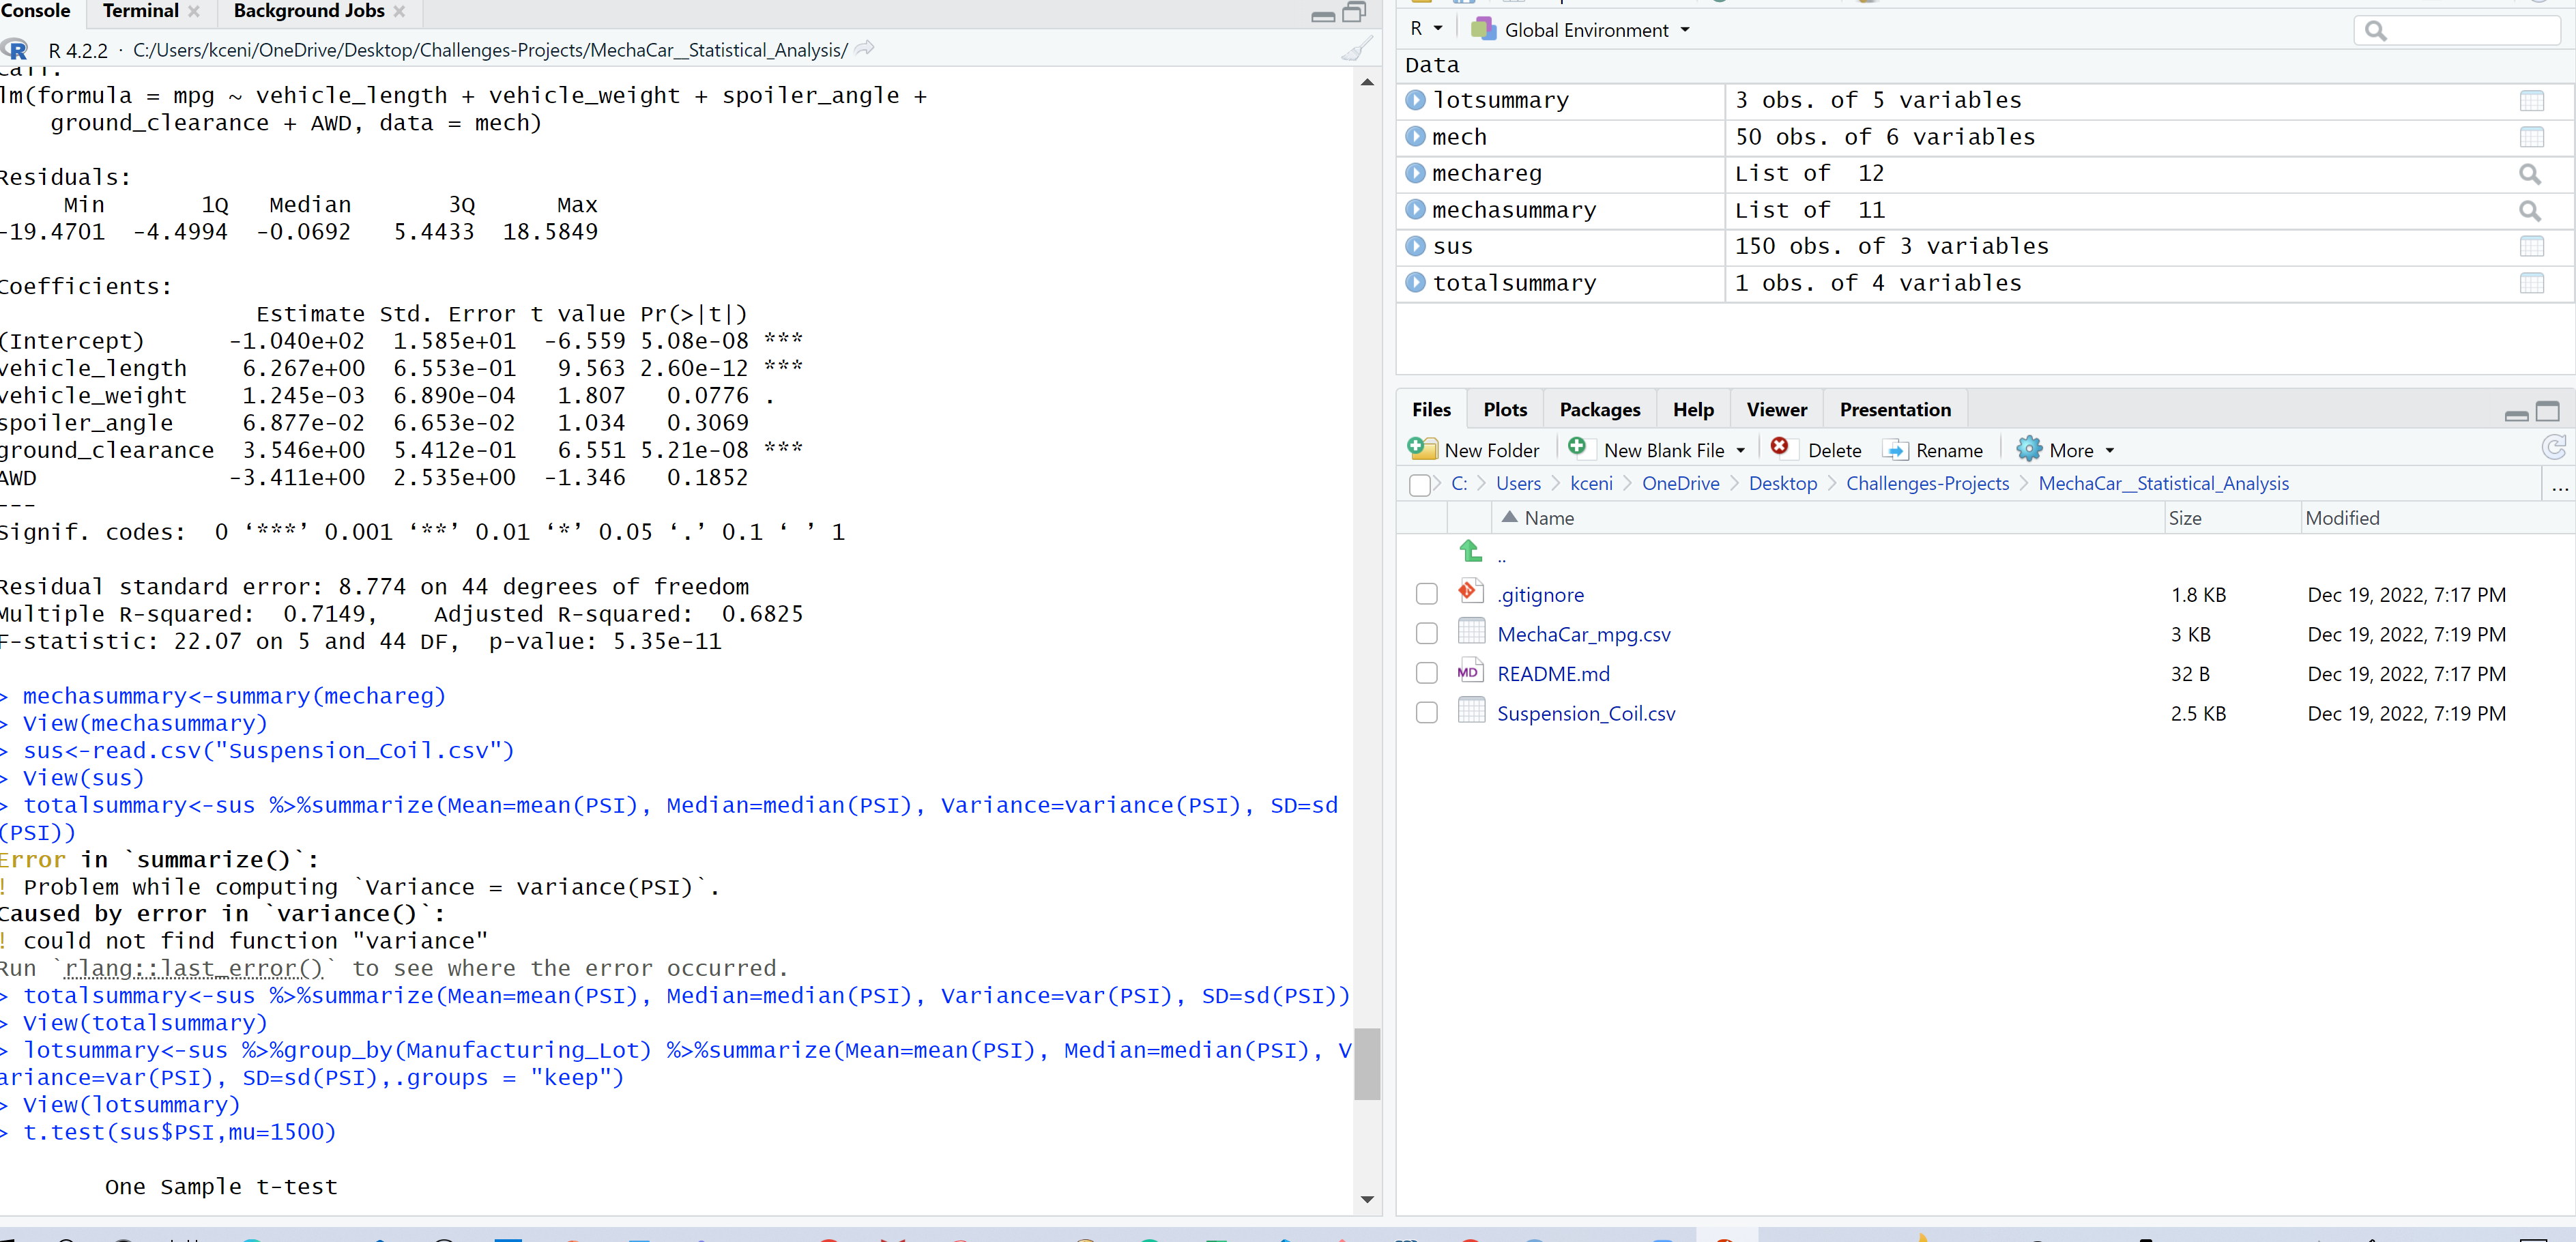 Console Terminal Background Jobs
R 4.2.2 · C:/Users/kceni/OneDrive/Desktop/Challenges-Projects/MechaCar__Statistical_Analysis/
Call:
lm(formula = mpg ~ vehicle_length + vehicle_weight + spoiler_angle +
    ground_clearance + AWD, data = mech)
Residuals:
     Min       1Q   Median       3Q      Max
-19.4701  -4.4994  -0.0692   5.4433  18.5849
Coefficients:
                   Estimate Std. Error t value Pr(>|t|)
(Intercept)      -1.040e+02  1.585e+01  -6.559 5.08e-08 ***
vehicle_length    6.267e+00  6.553e-01   9.563 2.60e-12 ***
vehicle_weight    1.245e-03  6.890e-04   1.807   0.0776 .
spoiler_angle     6.877e-02  6.653e-02   1.034   0.3069
ground_clearance  3.546e+00  5.412e-01   6.551 5.21e-08 ***
AWD              -3.411e+00  2.535e+00  -1.346   0.1852
---
Signif. codes:  0 ‘***’ 0.001 ‘**’ 0.01 ‘*’ 0.05 ‘.’ 0.1 ‘ ’ 1
Residual standard error: 8.774 on 44 degrees of freedom
Multiple R-squared:  0.7149,    Adjusted R-squared:  0.6825
F-statistic: 22.07 on 5 and 44 DF,  p-value: 5.35e-11
> mechasummary<-summary(mechareg)
> View(mechasummary)
> sus<-read.csv("Suspension_Coil.csv")
> View(sus)
> totalsummary<-sus %>%summarize(Mean=mean(PSI), Median=median(PSI), Variance=variance(PSI), SD=sd
(PSI))
Error in `summarize()`:
! Problem while computing `Variance = variance(PSI)`.
Caused by error in `variance()`:
! could not find function "variance"
Run `rlang::last_error()` to see where the error occurred.
> totalsummary<-sus %>%summarize(Mean=mean(PSI), Median=median(PSI), Variance=var(PSI), SD=sd(PSI))
> View(totalsummary)
> lotsummary<-sus %>%group_by(Manufacturing_Lot) %>%summarize(Mean=mean(PSI), Median=median(PSI), V
ariance=var(PSI), SD=sd(PSI),.groups = "keep")
> View(lotsummary)
> t.test(sus$PSI,mu=1500)
One Sample t-test
R Global Environment
Data
lotsummary 3 obs. of 5 variables
mech 50 obs. of 6 variables
mechareg List of  12
mechasummary List of  11
sus 150 obs. of 3 variables
totalsummary 1 obs. of 4 variables
Files Plots Packages Help Viewer Presentation
New Folder New Blank File Delete Rename More
C: Users kceni OneDrive Desktop Challenges-Projects MechaCar__Statistical_Analysis ...
Name Size Modified
..
.gitignore 1.8 KB Dec 19, 2022, 7:17 PM
MechaCar_mpg.csv 3 KB Dec 19, 2022, 7:19 PM
MD README.md 32 B Dec 19, 2022, 7:17 PM
Suspension_Coil.csv 2.5 KB Dec 19, 2022, 7:19 PM